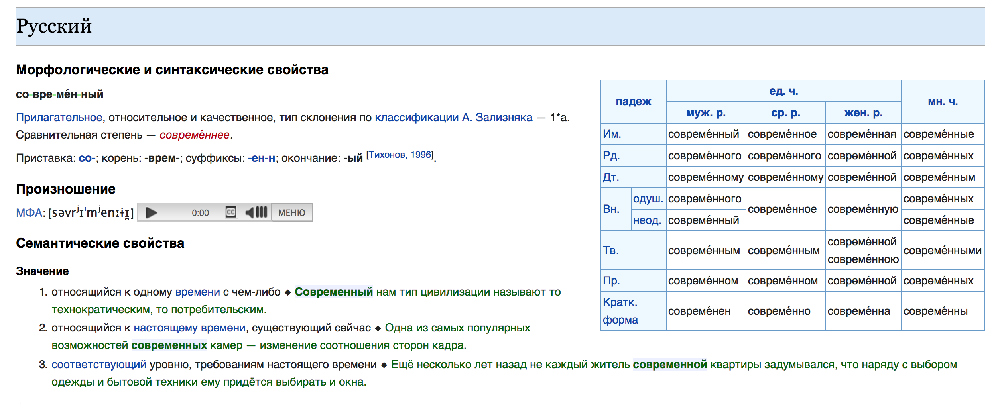 Русский
Морфологические и синтаксические свойства
со-вре-ме́н-ный
Прилагательное, относительное и качественное, тип склонения по классификации А. Зализняка — 1*a.
Сравнительная степень — совреме́ннее.
Приставка: со-; корень: -врем-; суффиксы: -ен-н; окончание: -ый [Тихонов, 1996].
Произношение
МФА: [səvrʲɪˈmʲenːɨɪ̯] 0:00 CC МЕНЮ
Семантические свойства
Значение
1. относящийся к одному времени с чем-либо ◆ Современный нам тип цивилизации называют то
технократическим, то потребительским.
2. относящийся к настоящему времени, существующий сейчас ◆ Одна из самых популярных
возможностей современных камер — изменение соотношения сторон кадра.
3. соответствующий уровню, требованиям настоящего времени ◆ Ещё несколько лет назад не каждый житель современной квартиры задумывался, что наряду с выбором
одежды и бытовой техники ему придётся выбирать и окна.
падеж ед. ч. мн. ч.
муж. р. ср. р. жен. р.
Им. совреме́нный совреме́нное совреме́нная совреме́нные
Рд. совреме́нного совреме́нного совреме́нной совреме́нных
Дт. совреме́нному совреме́нному совреме́нной совреме́нным
Вн. одуш. совреме́нного совреме́нное совреме́нную совреме́нных
неод. совреме́нный совреме́нные
Тв. совреме́нным совреме́нным совреме́нной совреме́нною совреме́нными
Пр. совреме́нном совреме́нном совреме́нной совреме́нных
Кратк. форма совреме́нен совреме́нно совреме́нна совреме́нны